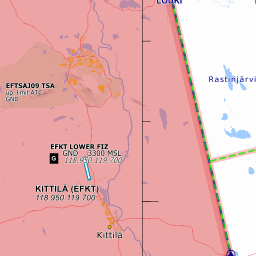 LOUKI
Rastinjärvi
EFTSAJ09 TSA
up. limit ATC
GND
EFKT LOWER FIZ
G GND 3300 MSL
118.950 119.700
KITTILÄ (EFKT)
118 950 119 700
Kittilä